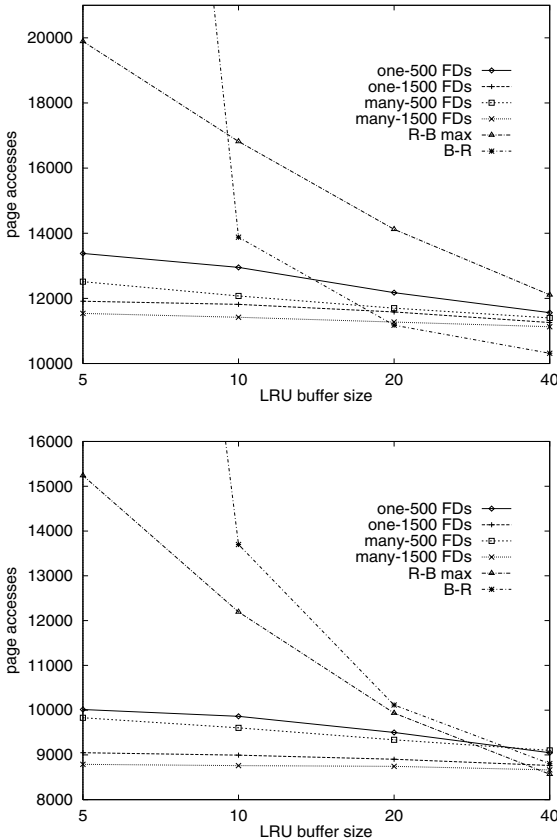 20000
18000
16000
14000
12000
10000
page accesses
one-500 FDs
one-1500 FDs
many-500 FDs
many-1500 FDs
R-B max
B-R
5 10 20 40
LRU buffer size
16000
15000
14000
13000
12000
11000
10000
9000
8000
page accesses
one-500 FDs
one-1500 FDs
many-500 FDs
many-1500 FDs
R-B max
B-R
5 10 20 40
LRU buffer size